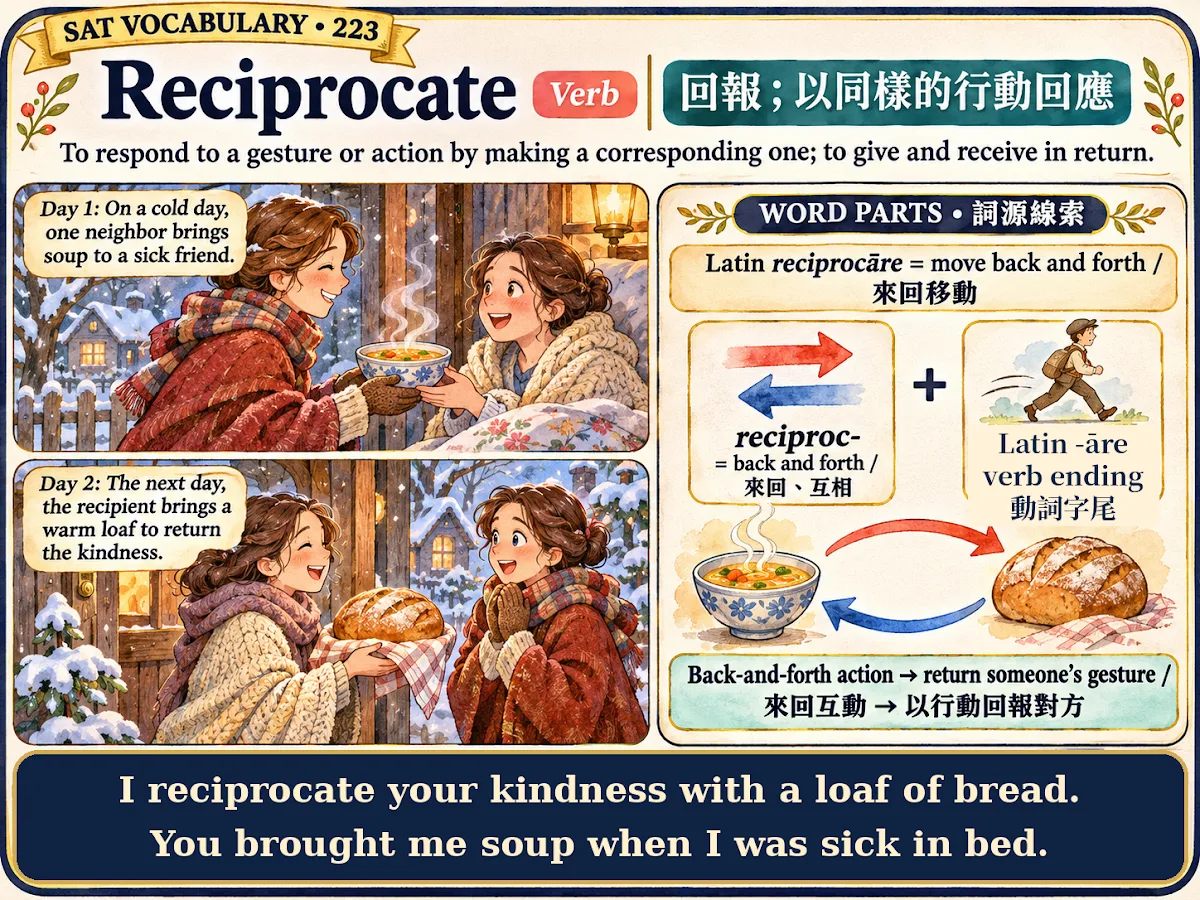 SAT VOCABULARY • 223
Reciprocate
Verb
回報；以同樣的行動回應
To respond to a gesture or action by making a corresponding one; to give and receive in return.
Day 1: On a cold day,
one neighbor brings
soup to a sick friend.
Day 2: The next day,
the recipient brings a
warm loaf to return
the kindness.
WORD PARTS • 詞源線索
Latin reciprocāre = move back and forth /
來回移動
reciproc-
= back and forth /
來回、互相
+
Latin -āre
verb ending
動詞字尾
Back-and-forth action → return someone's gesture /
來回互動 → 以行動回報對方
I reciprocate your kindness with a loaf of bread.
You brought me soup when I was sick in bed.